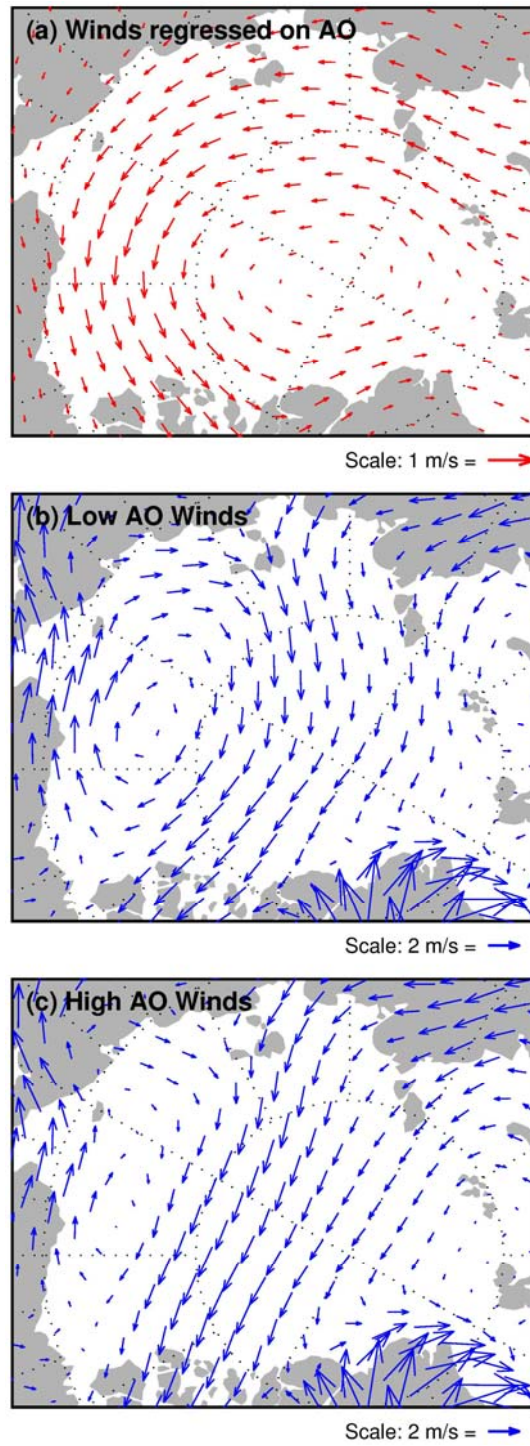 (a) Winds regressed on AO
Scale: 1 m/s =
(b) Low AO Winds
Scale: 2 m/s =
(c) High AO Winds
Scale: 2 m/s =